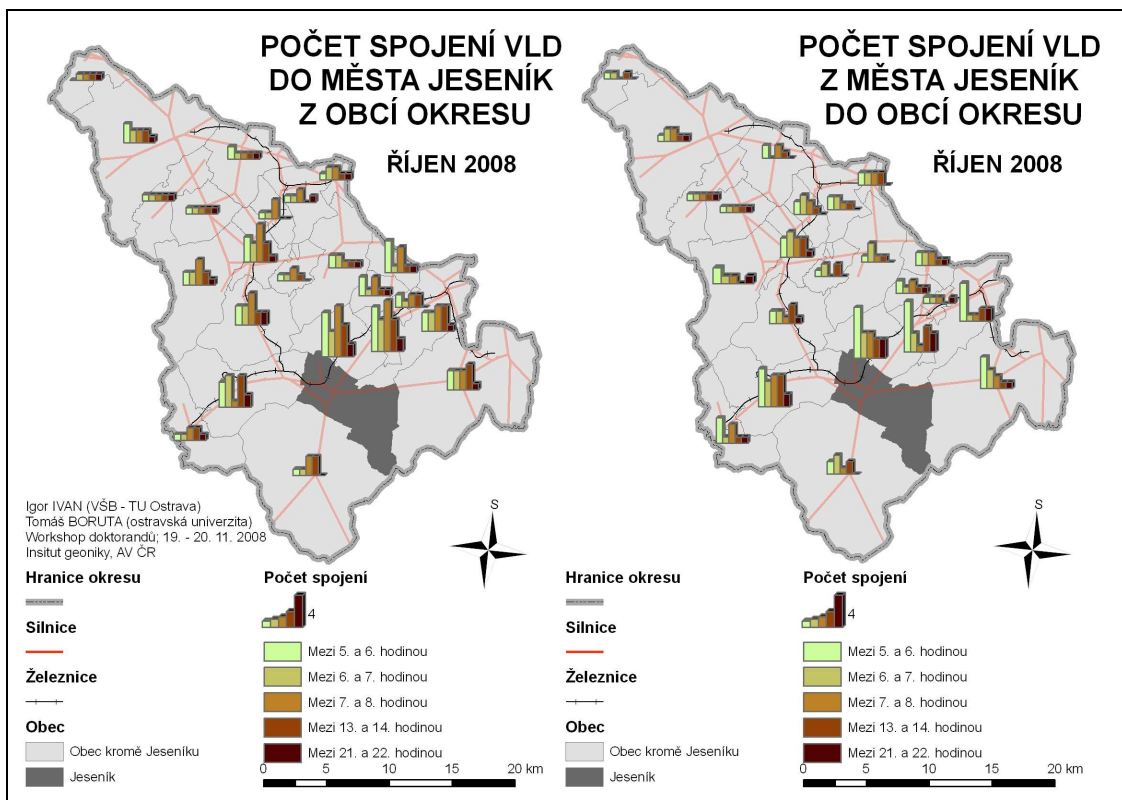 POČET SPOJENÍ VLD
DO MĚSTA JESENÍK
Z OBCÍ OKRESU
ŘÍJEN 2008
POČET SPOJENÍ VLD
Z MĚSTA JESENÍK
DO OBCÍ OKRESU
ŘÍJEN 2008
Igor IVAN (VŠB - TU Ostrava)
Tomáš BORUTA (ostravská univerzita)
Workshop doktorandů; 19. - 20. 11. 2008
Insitut geoniky, AV ČR
S
Hranice okresu
Silnice
Železnice
Obec
Obec kromě Jeseníku
Jeseník
Počet spojení
4
Mezi 5. a 6. hodinou
Mezi 6. a 7. hodinou
Mezi 7. a 8. hodinou
Mezi 13. a 14. hodinou
Mezi 21. a 22. hodinou
0 5 10 15 20 km
S
Hranice okresu
Silnice
Železnice
Obec
Obec kromě Jeseníku
Jeseník
Počet spojení
4
Mezi 5. a 6. hodinou
Mezi 6. a 7. hodinou
Mezi 7. a 8. hodinou
Mezi 13. a 14. hodinou
Mezi 21. a 22. hodinou
0 5 10 15 20 km